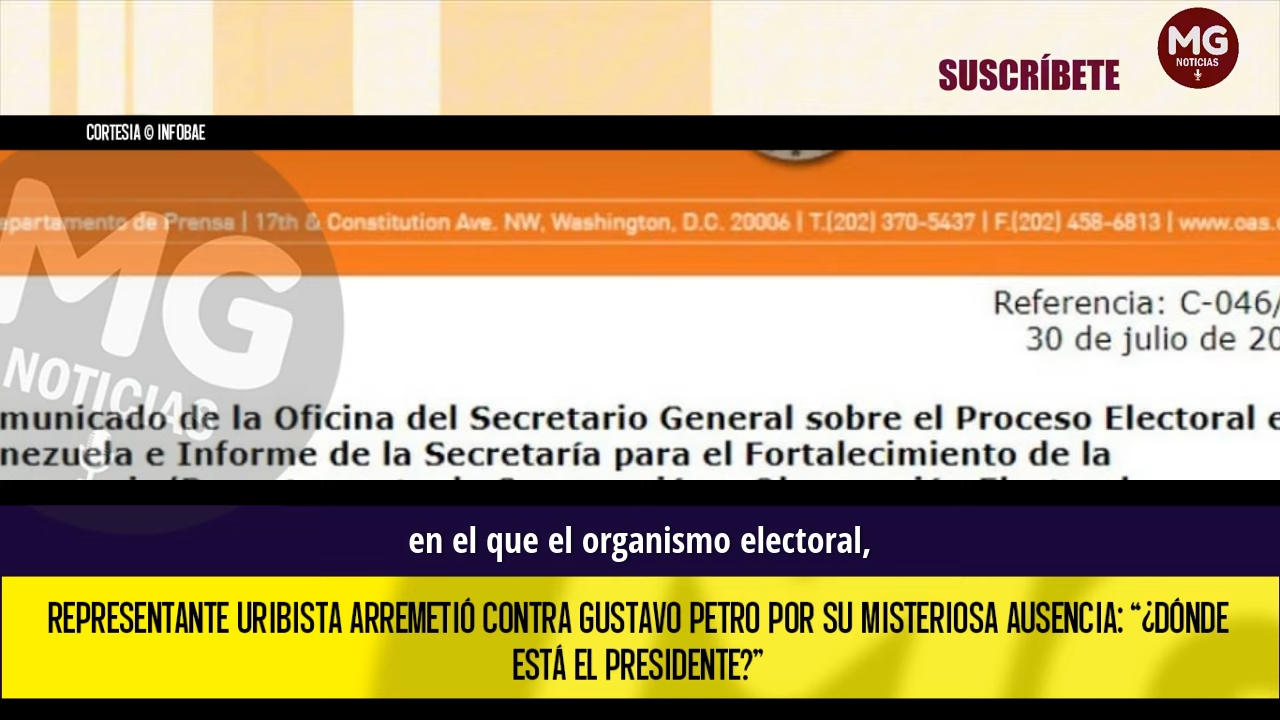 SUSCRÍBETE
MG
NOTICIAS
CORTESIA © INFOBAE
epartamento de Prensa | 17th & Constitution Ave. NW, Washington, D.C. 20006 | T.(202) 370-5437 | F.(202) 458-6813 | www.oas.
Referencia: C-046/
30 de julio de 20
MG
NOTICIAS
municado de la Oficina del Secretario General sobre el Proceso Electoral e
nezuela e Informe de la Secretaría para el Fortalecimiento de la
en el que el organismo electoral,
REPRESENTANTE URIBISTA ARREMETIÓ CONTRA GUSTAVO PETRO POR SU MISTERIOSA AUSENCIA: “¿DÓNDE
ESTÁ EL PRESIDENTE?”